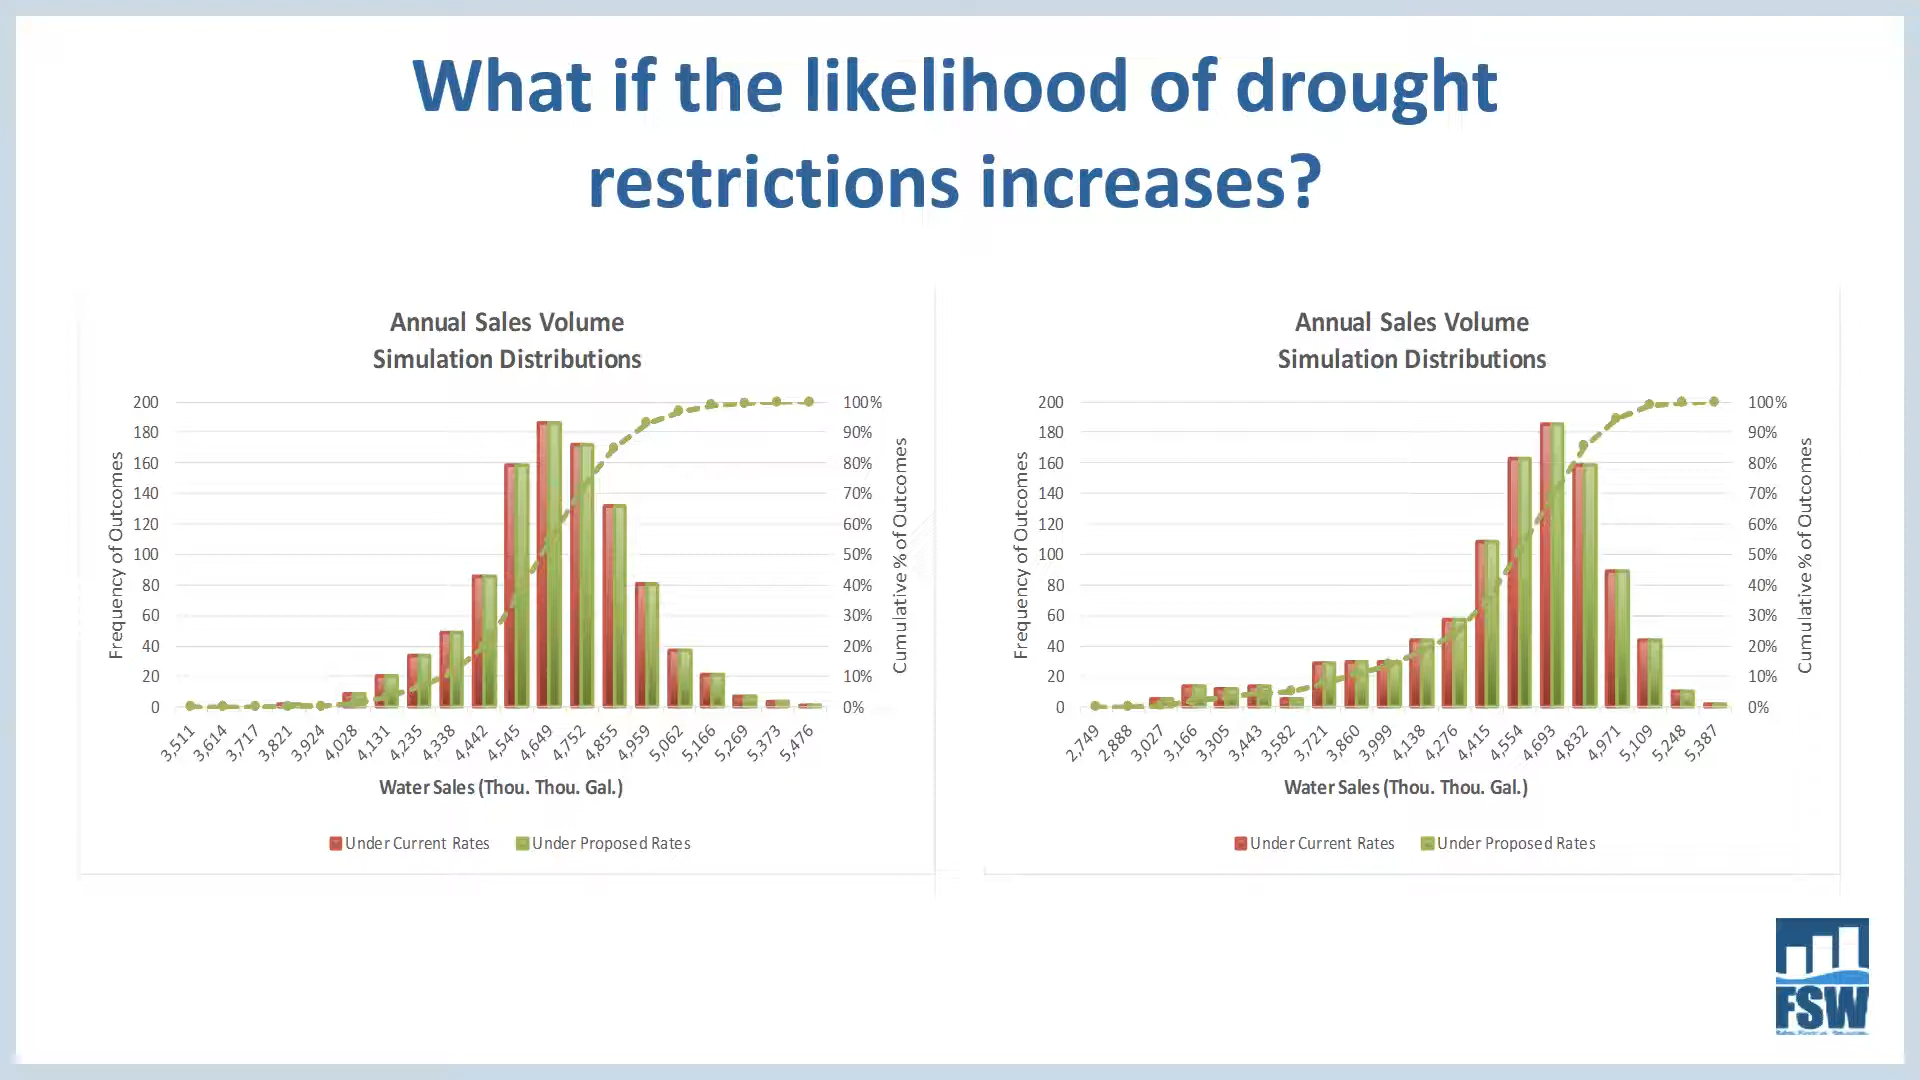 What if the likelihood of drought
restrictions increases?
Annual Sales Volume
Simulation Distributions
Frequency of Outcomes
200
180
160
140
120
100
80
60
40
20
0
100%
90%
80%
70%
60%
50%
40%
30%
20%
10%
0%
Cumulative % of Outcomes
3,511 3,614 3,717 3,821 3,924 4,028 4,131 4,235 4,338 4,442 4,545 4,649 4,752 4,855 4,959 5,062 5,166 5,269 5,373 5,476
Water Sales (Thou. Thou. Gal.)
Under Current Rates Under Proposed Rates
Annual Sales Volume
Simulation Distributions
Frequency of Outcomes
200
180
160
140
120
100
80
60
40
20
0
100%
90%
80%
70%
60%
50%
40%
30%
20%
10%
0%
Cumulative % of Outcomes
2,749 2,888 3,027 3,166 3,305 3,443 3,582 3,721 3,860 3,999 4,138 4,276 4,415 4,554 4,693 4,832 4,971 5,109 5,248 5,387
Water Sales (Thou. Thou. Gal.)
Under Current Rates Under Proposed Rates
FSW